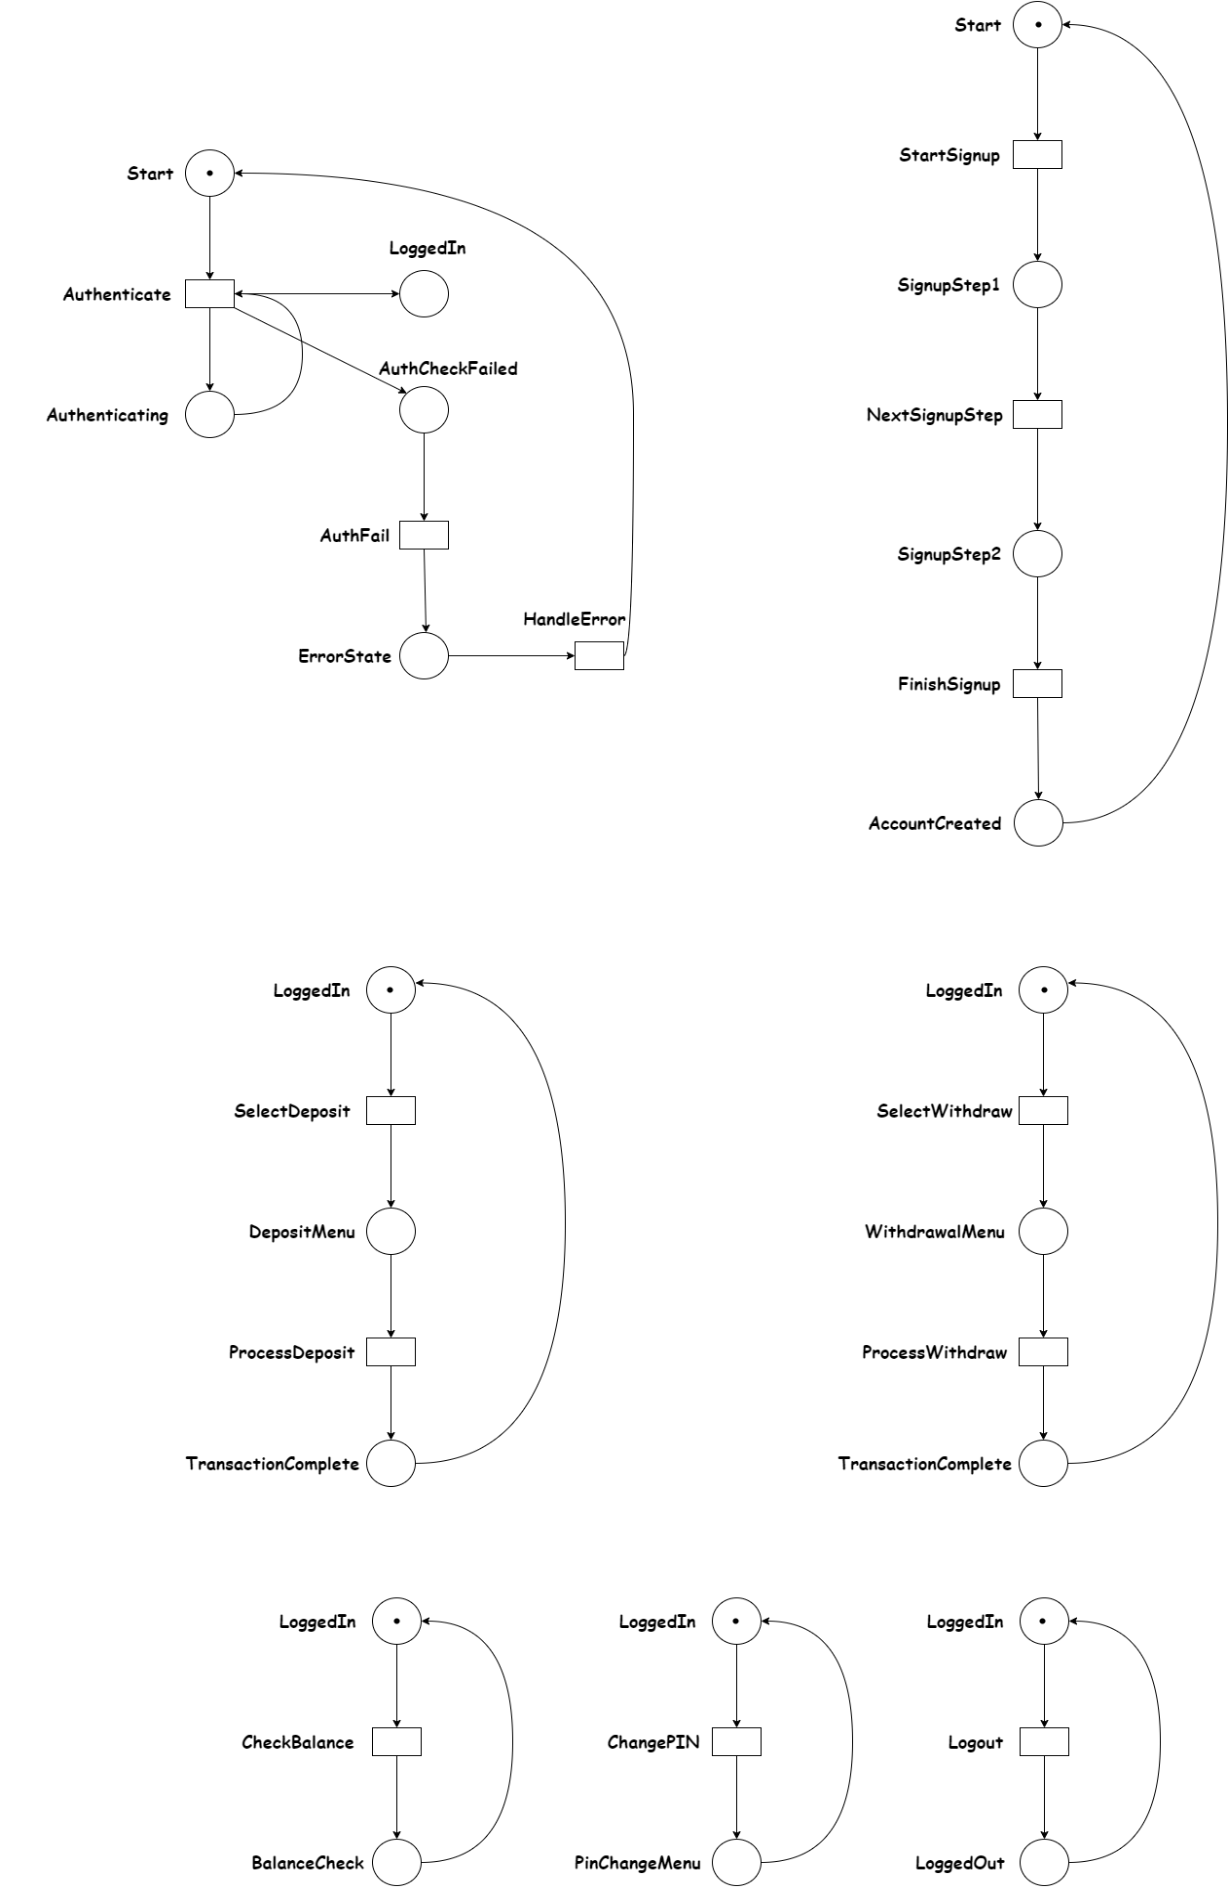 Start
StartSignup
SignupStep1
NextSignupStep
SignupStep2
FinishSignup
AccountCreated
Start
LoggedIn
Authenticate
AuthCheckFailed
Authenticating
AuthFail
HandleError
ErrorState
LoggedIn
SelectDeposit
DepositMenu
ProcessDeposit
TransactionComplete
LoggedIn
SelectWithdraw
WithdrawalMenu
ProcessWithdraw
TransactionComplete
LoggedIn
CheckBalance
BalanceCheck
LoggedIn
ChangePIN
PinChangeMenu
LoggedIn
Logout
LoggedOut